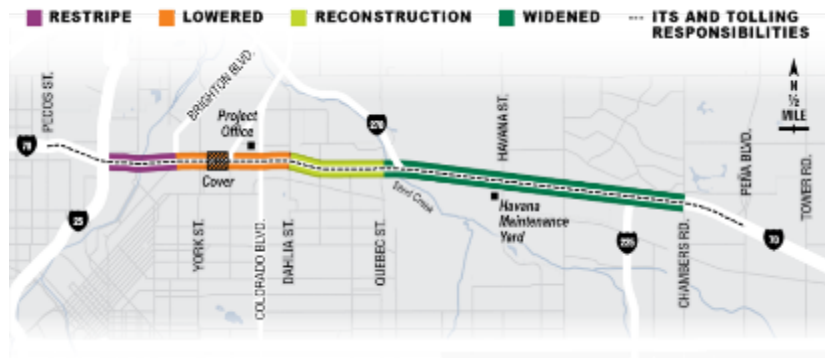 RESTRIPE
LOWERED
RECONSTRUCTION
WIDENED
ITS AND TOLLING
RESPONSIBILITIES
PECOS ST.
BRIGHTON BLVD.
Project
Office
270
HAVANA ST.
N
½
MILE
70
Cover
PEÑA BLVD.
TOWER RD.
Sand Creek
Havana
Maintenance
Yard
25
YORK ST.
COLORADO BLVD.
DAHLIA ST.
QUEBEC ST.
225
CHAMBERS RD.
70